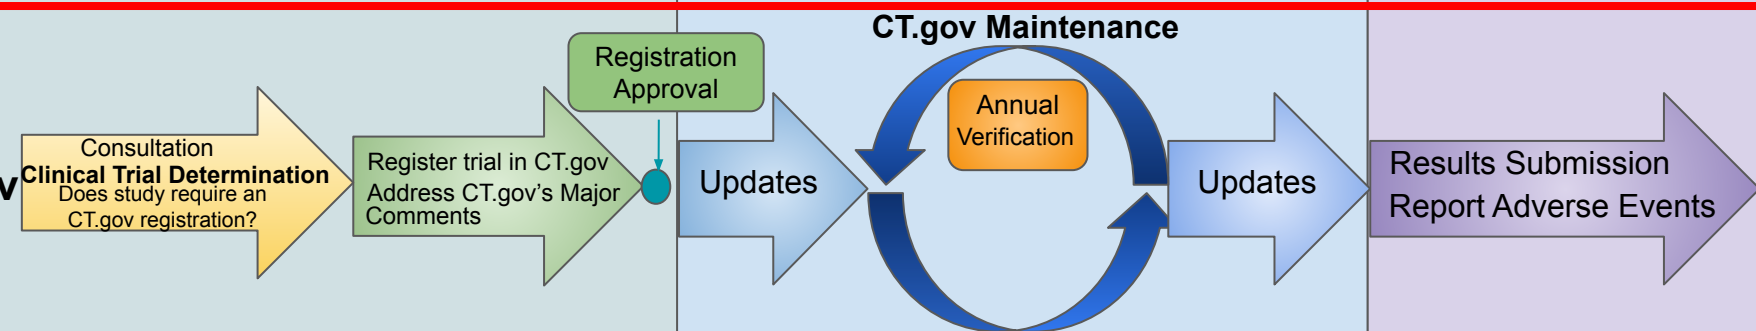 CT.gov Maintenance
Registration
Approval
Consultation
Clinical Trial Determination
Does study require an
CT.gov registration?
Register trial in CT.gov
Address CT.gov's Major
Comments
Updates
Annual
Verification
Updates
Results Submission
Report Adverse Events